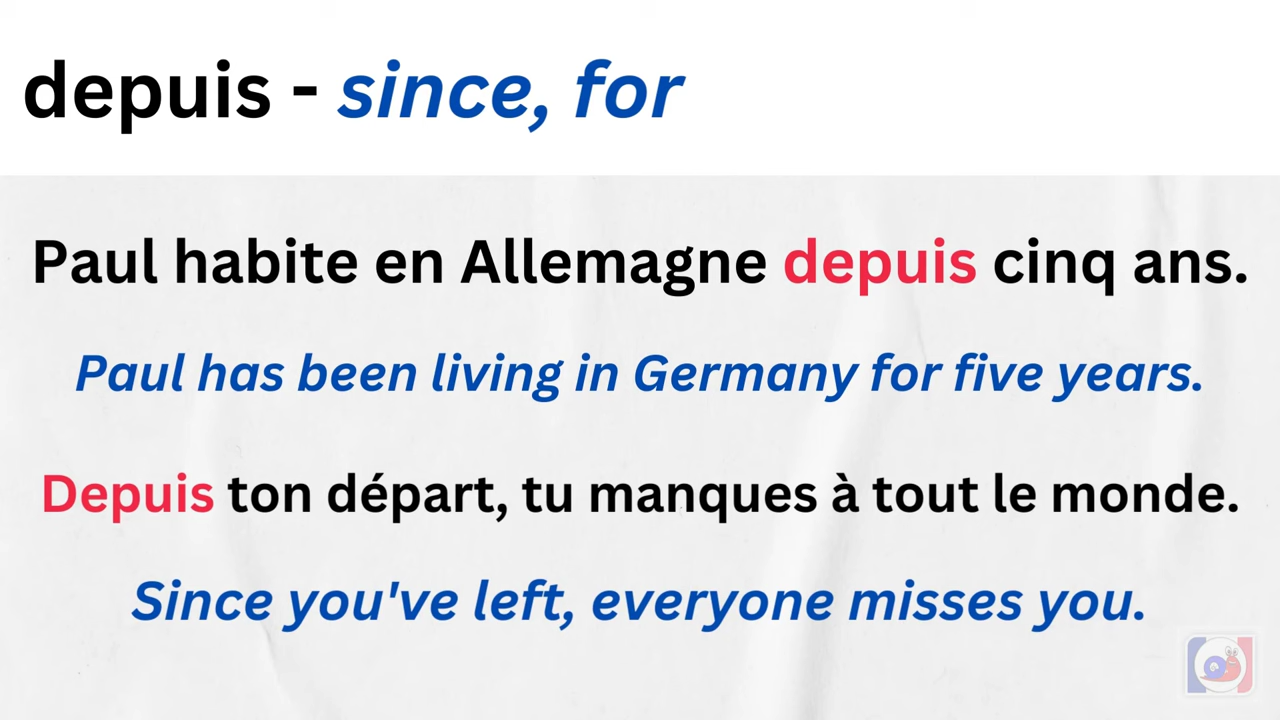 depuis - since, for
Paul habite en Allemagne depuis cinq ans.
Paul has been living in Germany for five years.
Depuis ton départ, tu manques à tout le monde.
Since you've left, everyone misses you.